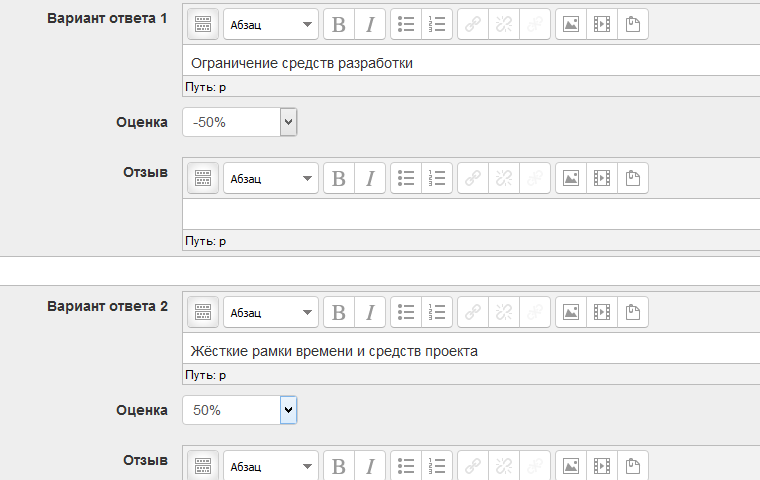 Вариант ответа 1
Абзац B I
Ограничение средств разработки
Путь: p
Оценка -50%
Отзыв
Абзац B I
Путь: p
Вариант ответа 2
Абзац B I
Жёсткие рамки времени и средств проекта
Путь: p
Оценка 50%
Отзыв
Абзац B I